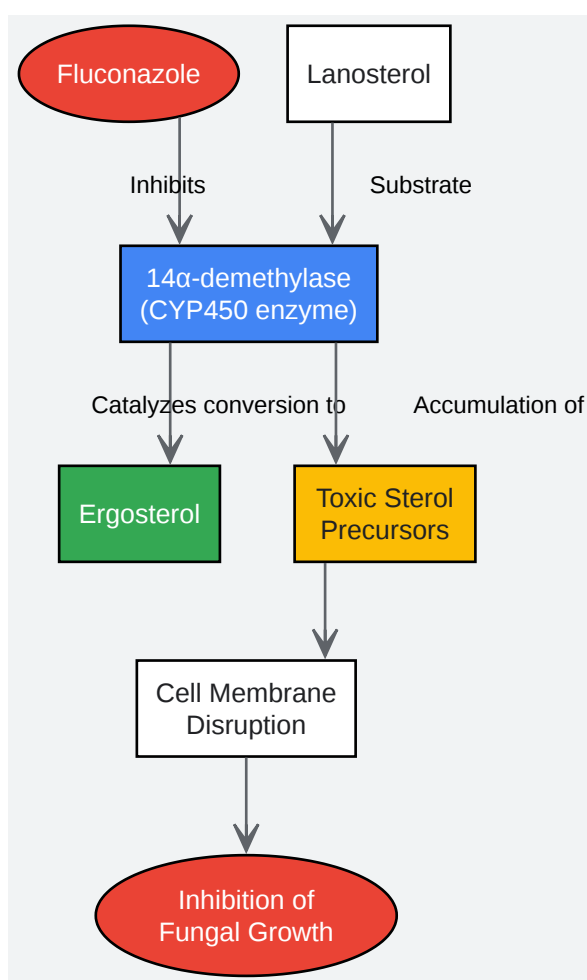 Fluconazole
Lanosterol
Inhibits
Substrate
14α-demethylase
(CYP450 enzyme)
Catalyzes conversion to
Accumulation of
Ergosterol
Toxic Sterol
Precursors
Cell Membrane
Disruption
Inhibition of
Fungal Growth